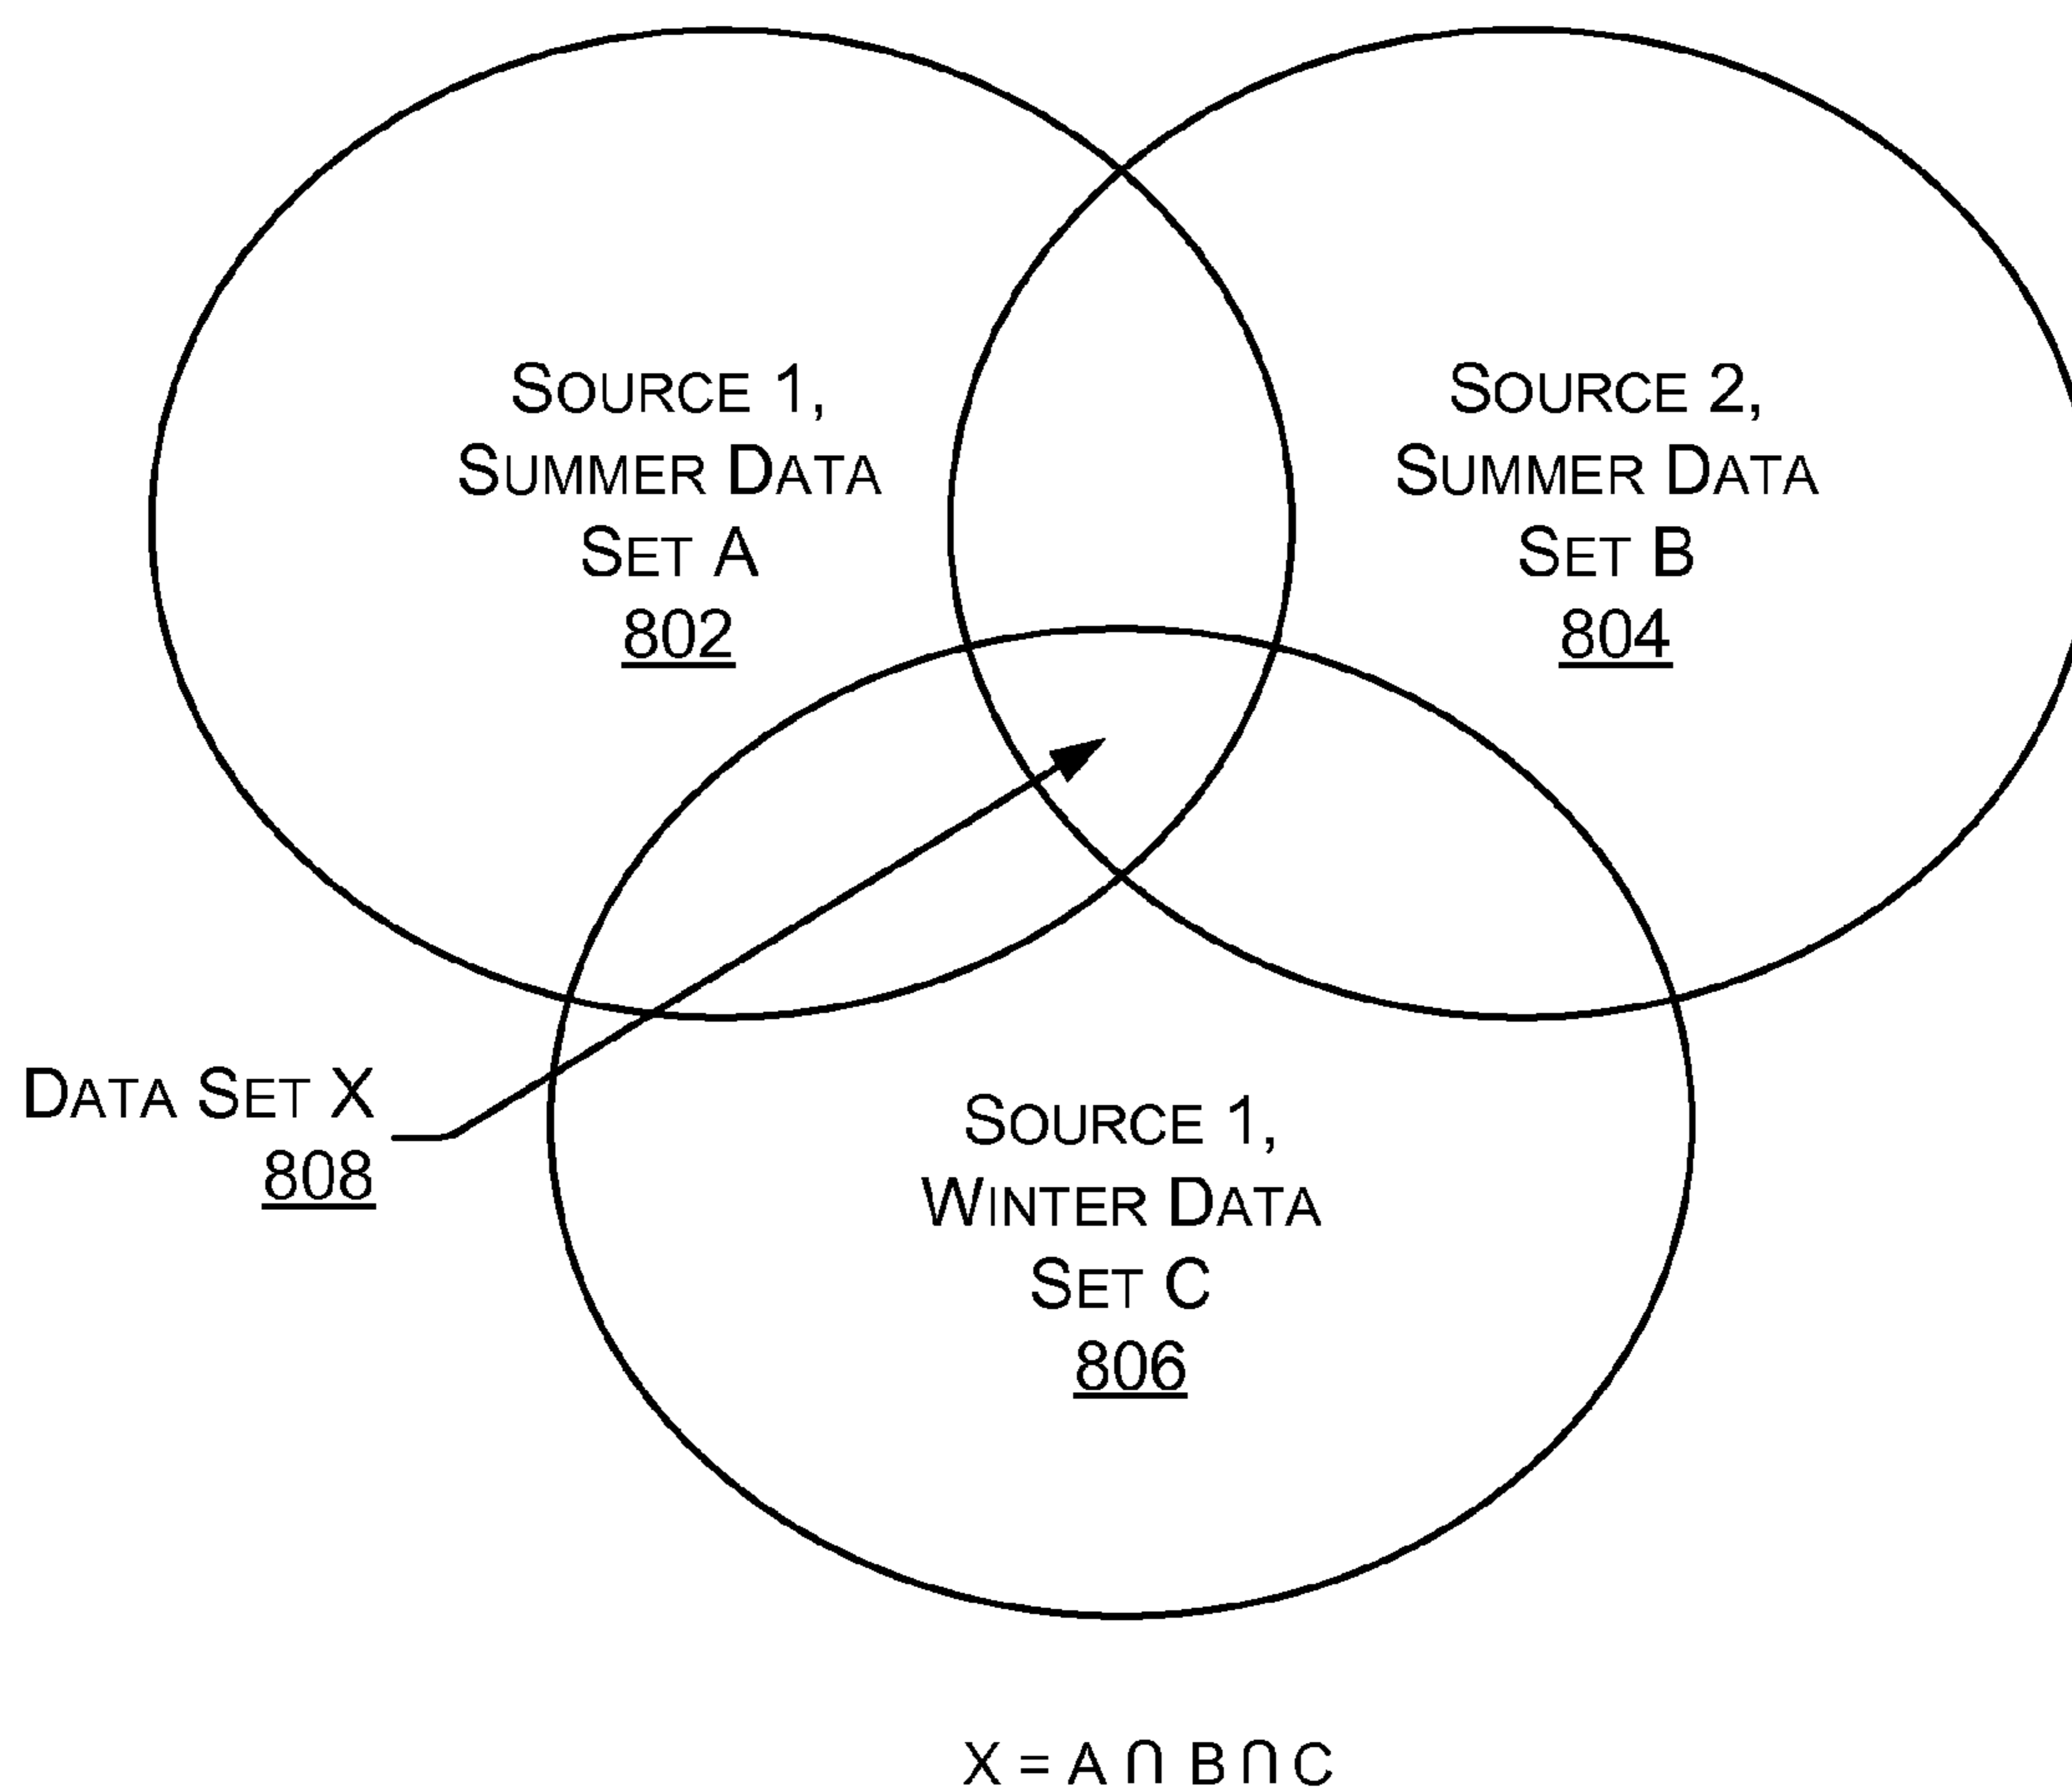 SOURCE 1,
SUMMER DATA
SET A
802
SOURCE 2,
SUMMER DATA
SET B
804
DATA SET X
808
SOURCE 1,
WINTER DATA
SET C
806
X = A ∩ B ∩ C